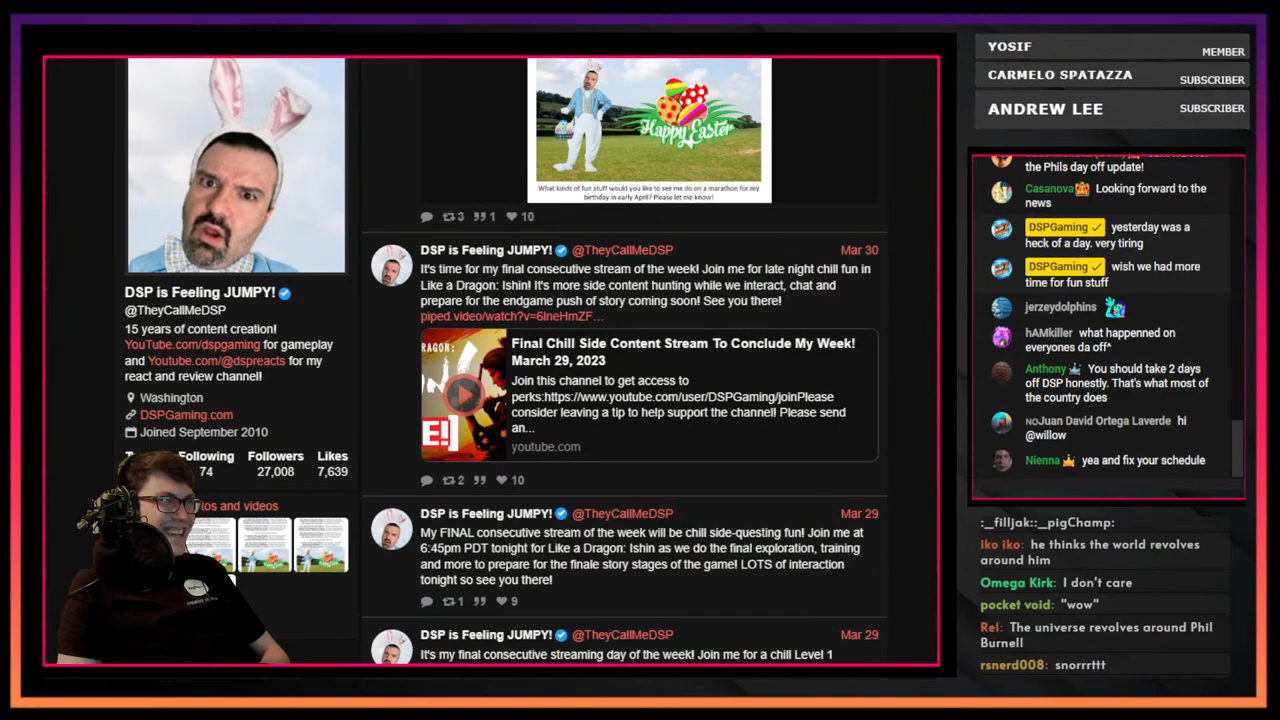 DSP is Feeling JUMPY!
@TheyCallMeDSP
15 years of content creation!
YouTube.com/dspgaming for gameplay
and Youtube.com/@dspreacts for my
react and review channel!
Washington
DSPGaming.com
Joined September 2010
Following Followers Likes
74 27,008 7,639
otos and videos
Happy Easter
What kinds of fun stuff would you like to see me do on a marathon for my
birthday in early April? Please let me know!
3 1 10
DSP is Feeling JUMPY! @TheyCallMeDSP Mar 30
It's time for my final consecutive stream of the week! Join me for late night chill fun in
Like a Dragon: Ishin! It's more side content hunting while we interact, chat and
prepare for the endgame push of story coming soon! See you there!
piped.video/watch?v=6lneHmZF...
RAGON:
E!]
Final Chill Side Content Stream To Conclude My Week!
March 29, 2023
Join this channel to get access to
perks:https://www.youtube.com/user/DSPGaming/joinPlease
consider leaving a tip to help support the channel! Please send
an...
youtube.com
2 10
DSP is Feeling JUMPY! @TheyCallMeDSP Mar 29
My FINAL consecutive stream of the week will be chill side-questing fun! Join me at
6:45pm PDT tonight for Like a Dragon: Ishin as we do the final exploration, training
and more to prepare for the finale story stages of the game! LOTS of interaction
tonight so see you there!
1 9
DSP is Feeling JUMPY! @TheyCallMeDSP Mar 29
It's my final consecutive streaming day of the week! Join me for a chill Level 1
YOSIF MEMBER
CARMELO SPATAZZA SUBSCRIBER
ANDREW LEE SUBSCRIBER
the Phils day off update!
Casanova Looking forward to the
news
DSPGaming yesterday was a
heck of a day. very tiring
DSPGaming wish we had more
time for fun stuff
jerzeydolphins
hAMkiller what happenned on
everyones da off^
Anthony You should take 2 days
off DSP honestly. That's what most of
the country does
NOJuan David Ortega Laverde hi
@willow
Nienna yea and fix your schedule
:_filljak::_pigChamp:
Iko iko: he thinks the world revolves
around him
Omega Kirk: I don't care
pocket void: "wow"
Rel: The universe revolves around Phil
Burnell
rsnerd008: snorrrttt